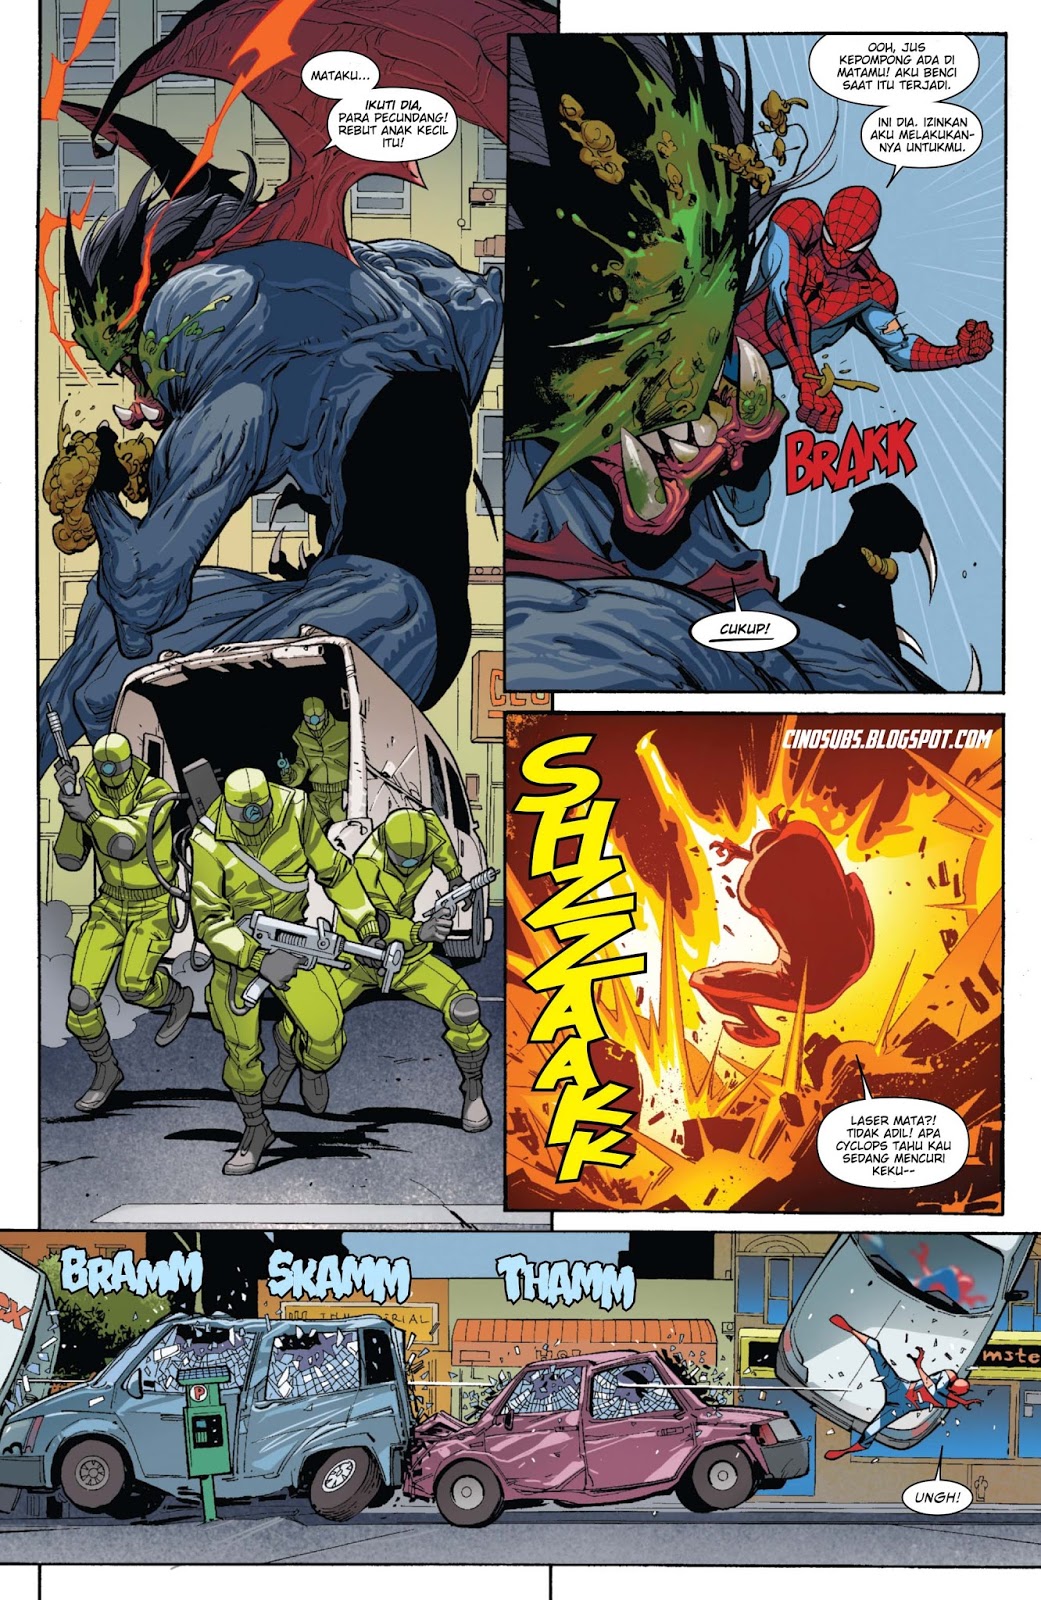 MATAKU...
IKUTI DIA,
PARA PECUNDANG!
REBUT ANAK KECIL
ITU!
OOH, JUS
KEPOMPONG ADA DI
MATAMU! AKU BENCI
SAAT ITU TERJADI.
INI DIA. IZINKAN
AKU MELAKUKAN-
NYA UNTUKMU.
BRAKK
CUKUP!
CINOSUBS.BLOGSPOT.COM
SHZZAAKK
LASER MATA?!
TIDAK ADIL! APA
CYCLOPS TAHU KAU
SEDANG MENCURI
KEKU--
BRAMM
SKAMM
THAMM
P
UNGH!